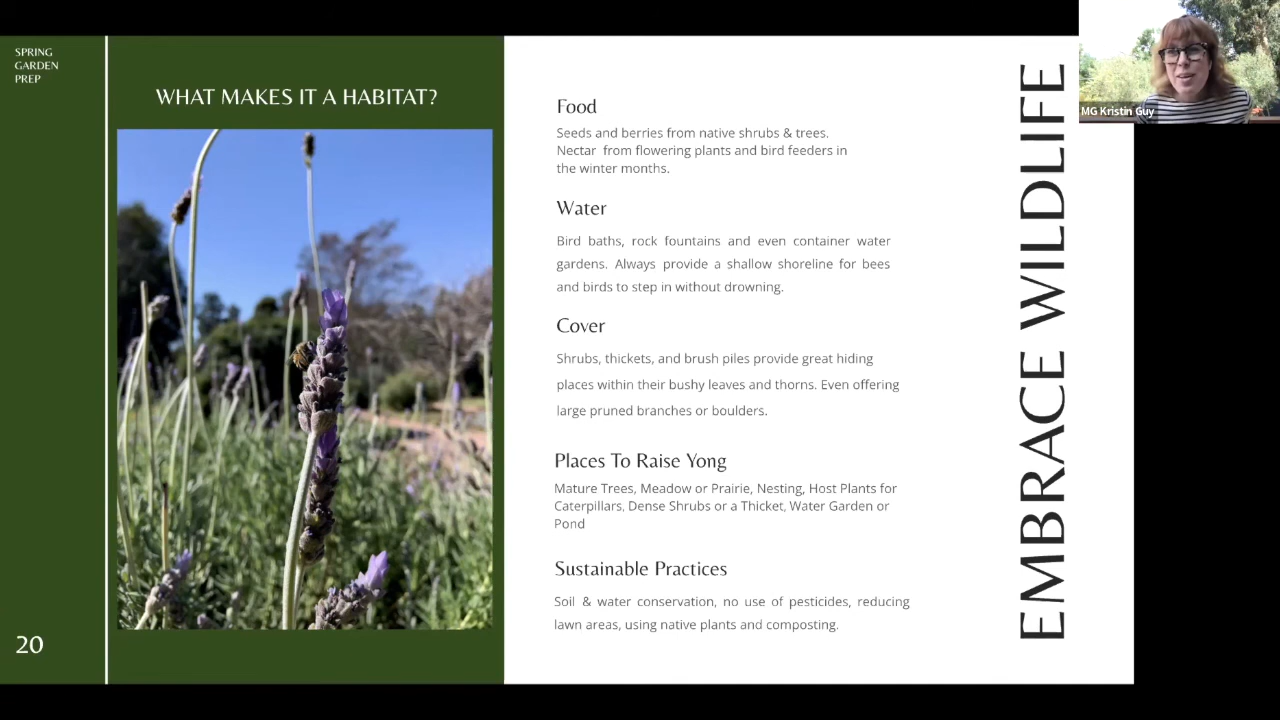 SPRING
GARDEN
PREP
WHAT MAKES IT A HABITAT?
20
Food
Seeds and berries from native shrubs & trees.
Nectar from flowering plants and bird feeders in
the winter months.
Water
Bird baths, rock fountains and even container water
gardens. Always provide a shallow shoreline for bees
and birds to step in without drowning.
Cover
Shrubs, thickets, and brush piles provide great hiding
places within their bushy leaves and thorns. Even offering
large pruned branches or boulders.
Places To Raise Yong
Mature Trees, Meadow or Prairie, Nesting, Host Plants for
Caterpillars, Dense Shrubs or a Thicket, Water Garden or
Pond
Sustainable Practices
Soil & water conservation, no use of pesticides, reducing
lawn areas, using native plants and composting.
EMBRACE WILDLIFE
MG Kristin Guy